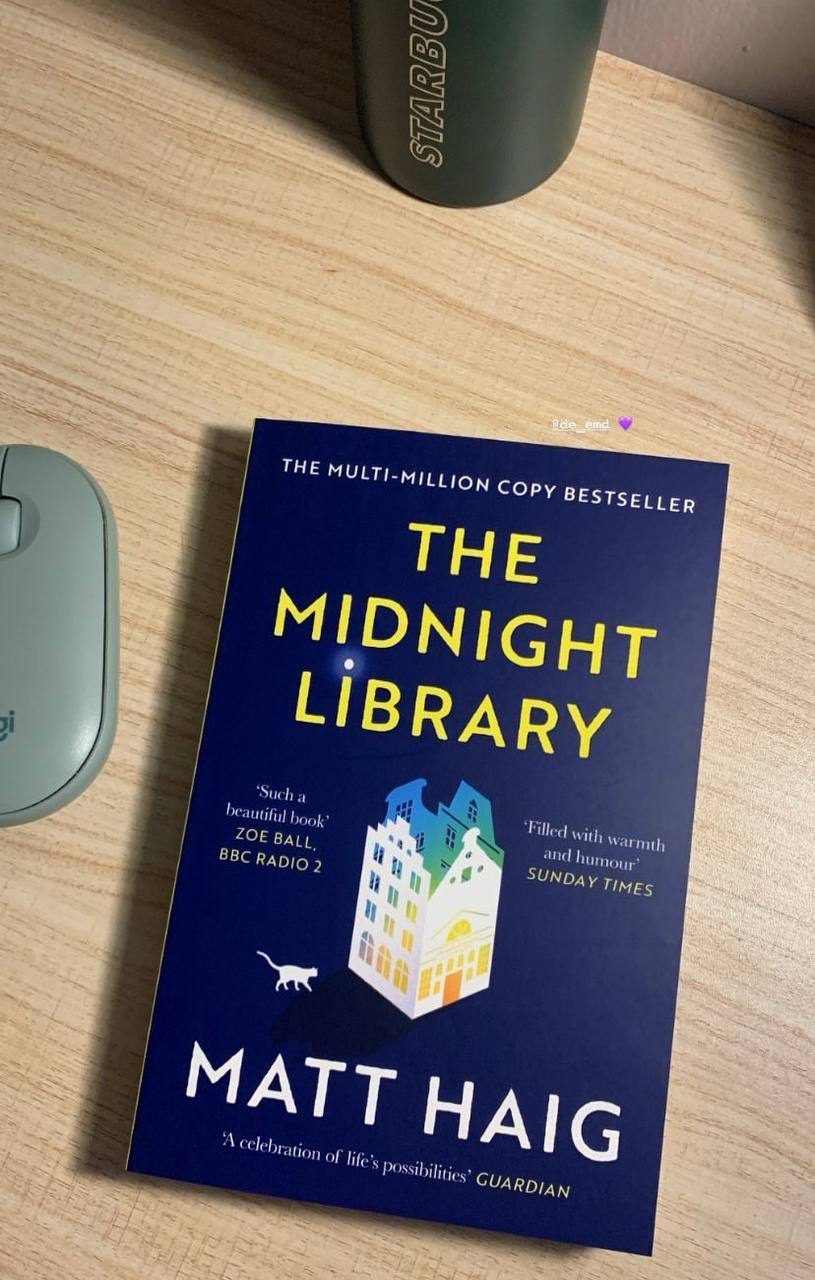 STARBU
@de_emd 💜
THE MULTI-MILLION COPY BESTSELLER
THE
MIDNIGHT
LiBRARY
‘Such a
beautiful book’
ZOE BALL,
BBC RADIO 2
‘Filled with warmth
and humour’
SUNDAY TIMES
gi
MATT HAIG
‘A celebration of life’s possibilities’ GUARDIAN